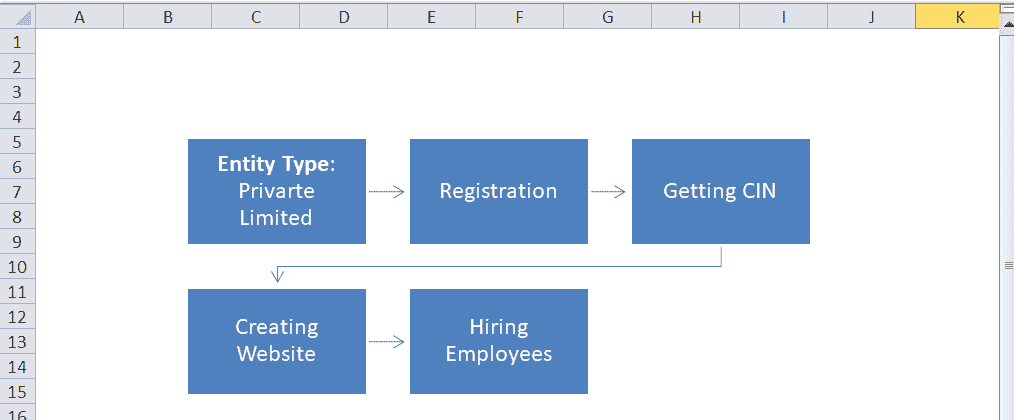 A B C D E F G H I J K
1
2
3
4
5
6
7
8
9
10
11
12
13
14
15
16
Entity Type:
Privarte
Limited
Registration
Getting CIN
Creating
Website
Hiring
Employees